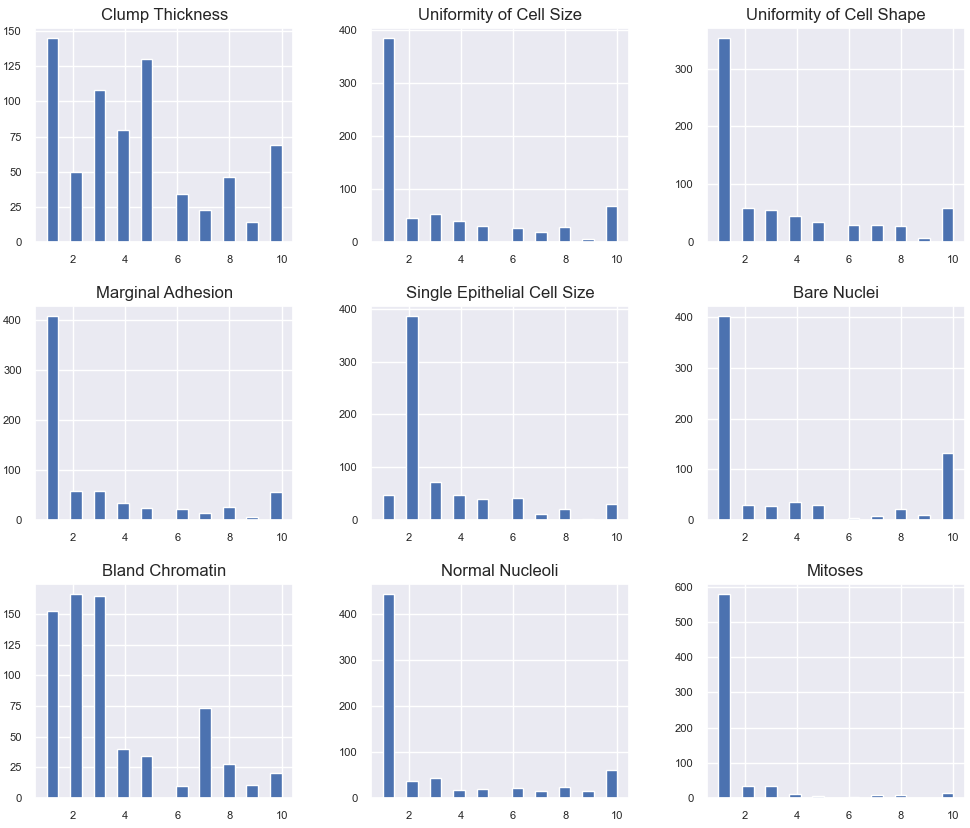 Clump Thickness
150
125
100
75
50
25
0
2 4 6 8 10
Uniformity of Cell Size
400
300
200
100
0
2 4 6 8 10
Uniformity of Cell Shape
300
200
100
0
2 4 6 8 10
Marginal Adhesion
400
300
200
100
0
2 4 6 8 10
Single Epithelial Cell Size
400
300
200
100
0
2 4 6 8 10
Bare Nuclei
400
300
200
100
0
2 4 6 8 10
Bland Chromatin
150
125
100
75
50
25
0
2 4 6 8 10
Normal Nucleoli
400
300
200
100
0
2 4 6 8 10
Mitoses
600
500
400
300
200
100
0
2 4 6 8 10